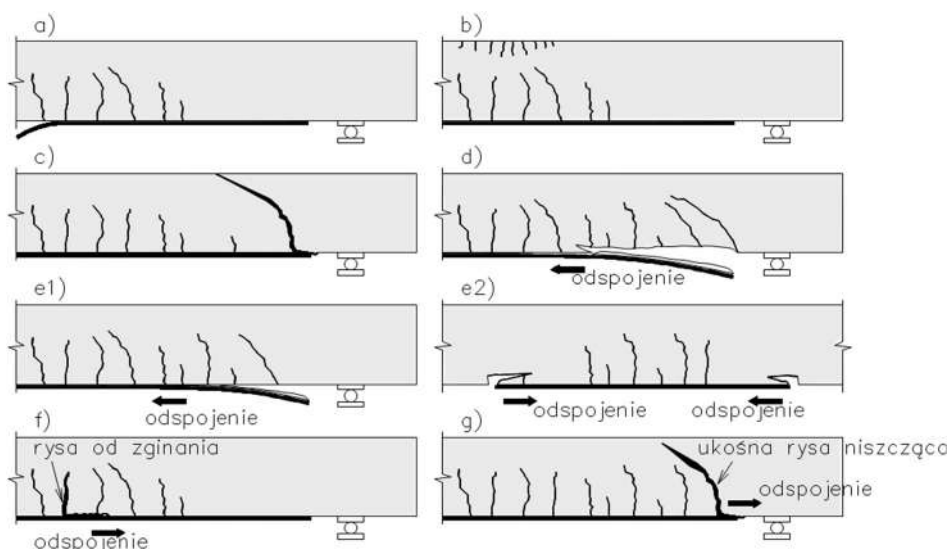 a)
b)
c)
d)
odspojenie
e1)
e2)
odspojenie
odspojenie
odspojenie
f)
rysa od zginania
odspojenie
g)
ukośna rysa niszcząca
odspojenie